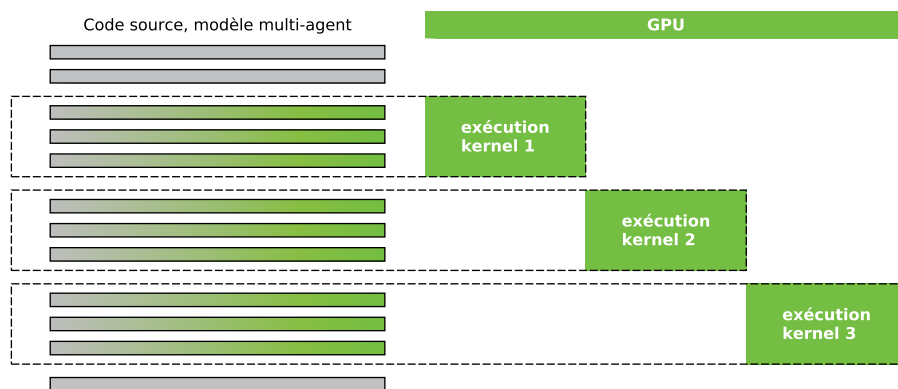 Code source, modèle multi-agent
GPU
exécution
kernel 1
exécution
kernel 2
exécution
kernel 3